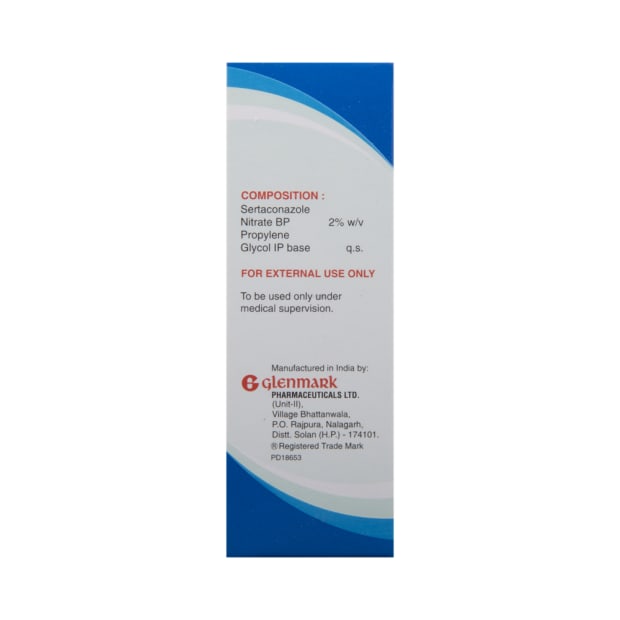 COMPOSITION :
Sertaconazole
Nitrate BP 2% w/v
Propylene
Glycol IP base q.s.
FOR EXTERNAL USE ONLY
To be used only under
medical supervision.
Manufactured in India by:
glenmark
PHARMACEUTICALS LTD.
(Unit-II),
Village Bhattanwala,
P.O. Rajpura, Nalagarh,
Distt. Solan (H.P.) - 174101.
® Registered Trade Mark
PD18653